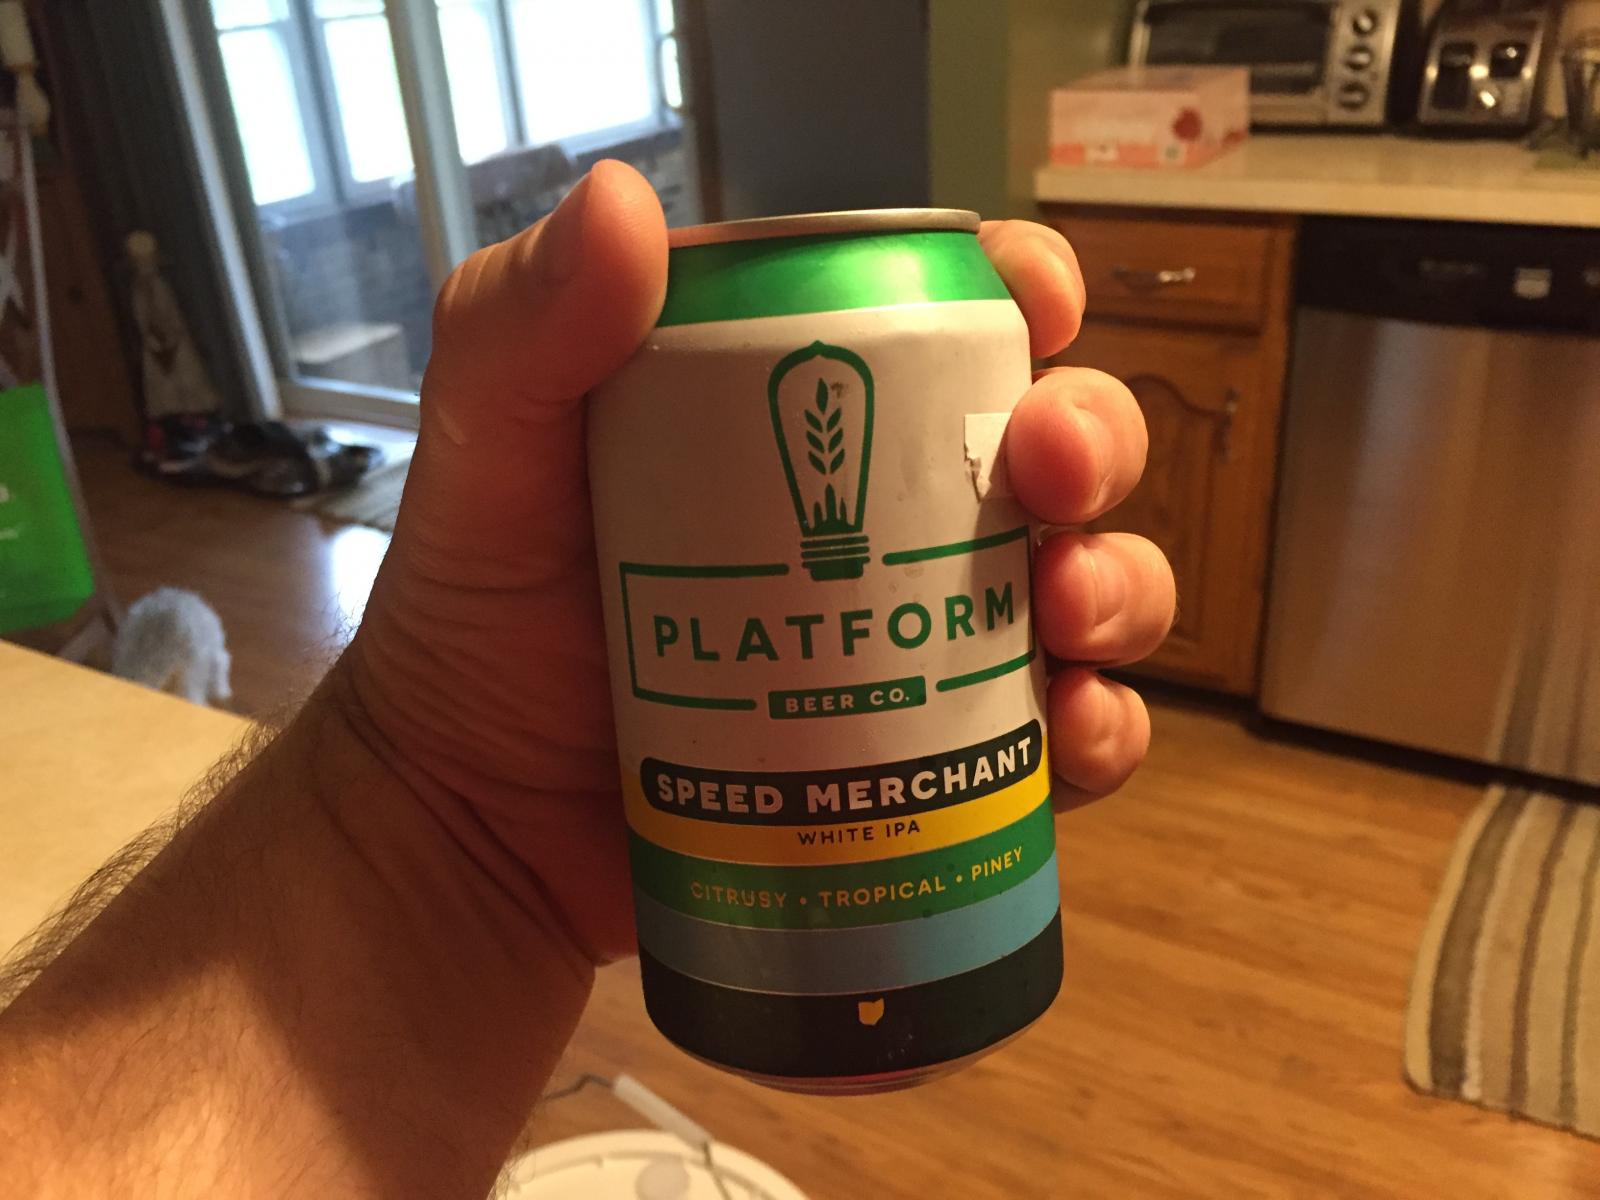 PLATFORM
BEER CO.
SPEED MERCHANT
WHITE IPA
CITRUSY • TROPICAL • PINEY